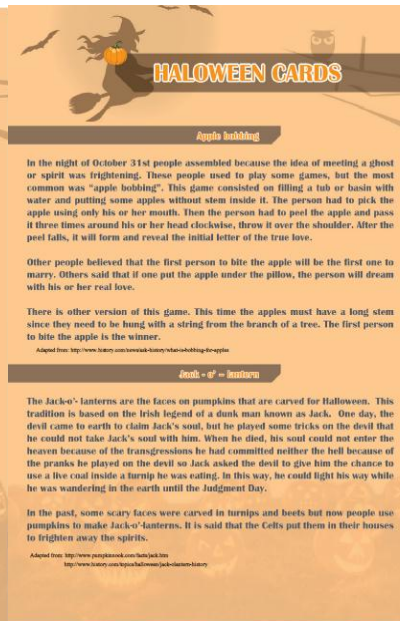 HALOWEEN CARDS
Apple bobbing
In the night of October 31st people assembled because the idea of meeting a ghost
or spirit was frightening. These people used to play some games, but the most
common was “apple bobbing”. This game consisted on filling a tub or basin with
water and putting some apples without stem inside it. The person had to pick the
apple using only his or her mouth. Then the person had to peel the apple and pass
it three times around his or her head clockwise, throw it over the shoulder. After the
peel falls, it will form and reveal the initial letter of the true love.
Other people believed that the first person to bite the apple will be the first one to
marry. Others said that if one put the apple under the pillow, the person will dream
with his or her real love.
There is other version of this game. This time the apples must have a long stem
since they need to be hung with a string from the branch of a tree. The first person
to bite the apple is the winner.
Adapted from: http://www.history.com/news/ask-history/what-is-bobbing-for-apples
Jack - o’ – lantern
The Jack-o’- lanterns are the faces on pumpkins that are carved for Halloween. This
tradition is based on the Irish legend of a dunk man known as Jack. One day, the
devil came to earth to claim Jack’s soul, but he played some tricks on the devil that
he could not take Jack’s soul with him. When he died, his soul could not enter the
heaven because of the transgressions he had committed neither the hell because of
the pranks he played on the devil so Jack asked the devil to give him the chance to
use a live coal inside a turnip he was eating. In this way, he could light his way while
he was wandering in the earth until the Judgment Day.
In the past, some scary faces were carved in turnips and beets but now people use
pumpkins to make Jack-o’-lanterns. It is said that the Celts put them in their houses
to frighten away the spirits.
Adapted from: http://www.pumpkinnook.com/facts/jack.htm
http://www.history.com/topics/halloween/jack-olantern-history